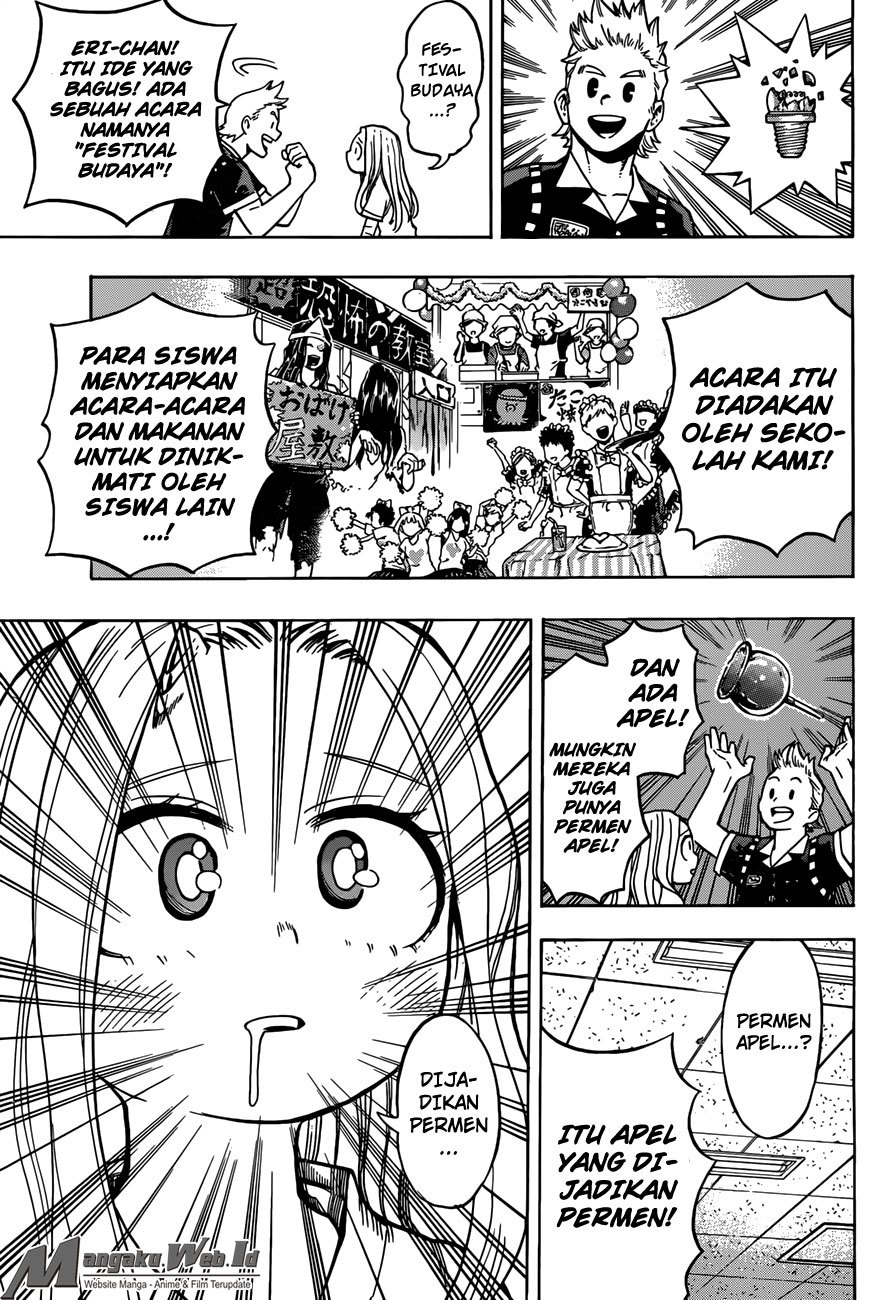 ERI-CHAN!
ITU IDE YANG
BAGUS! ADA
SEBUAH ACARA
NAMANYA
"FESTIVAL
BUDAYA"!
FES-
TIVAL
BUDAYA
...?
ACARA ITU
DIADAKAN
OLEH SEKO-
LAH KAMI!
恐怖の教室
入口
おばけ
屋敷
たこ
焼
PARA SISWA
MENYIAPKAN
ACARA-ACARA
DAN MAKANAN
UNTUK DINIK-
MATI OLEH
SISWA LAIN
...!
DAN
ADA
APEL!
MUNGKIN
MEREKA
JUGA
PUNYA
PERMEN
APEL!
PERMEN
APEL...?
ITU APEL
YANG DI-
JADIKAN
PERMEN!
DIJA-
DIKAN
PERMEN
...
Mangaku.Web.Id
Website Manga - Anime & Film Terupdate